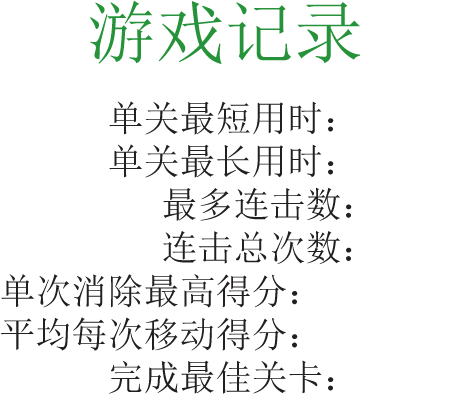 游戏记录
单关最短用时：
单关最长用时：
最多连击数：
连击总次数：
单次消除最高得分：
平均每次移动得分：
完成最佳关卡：